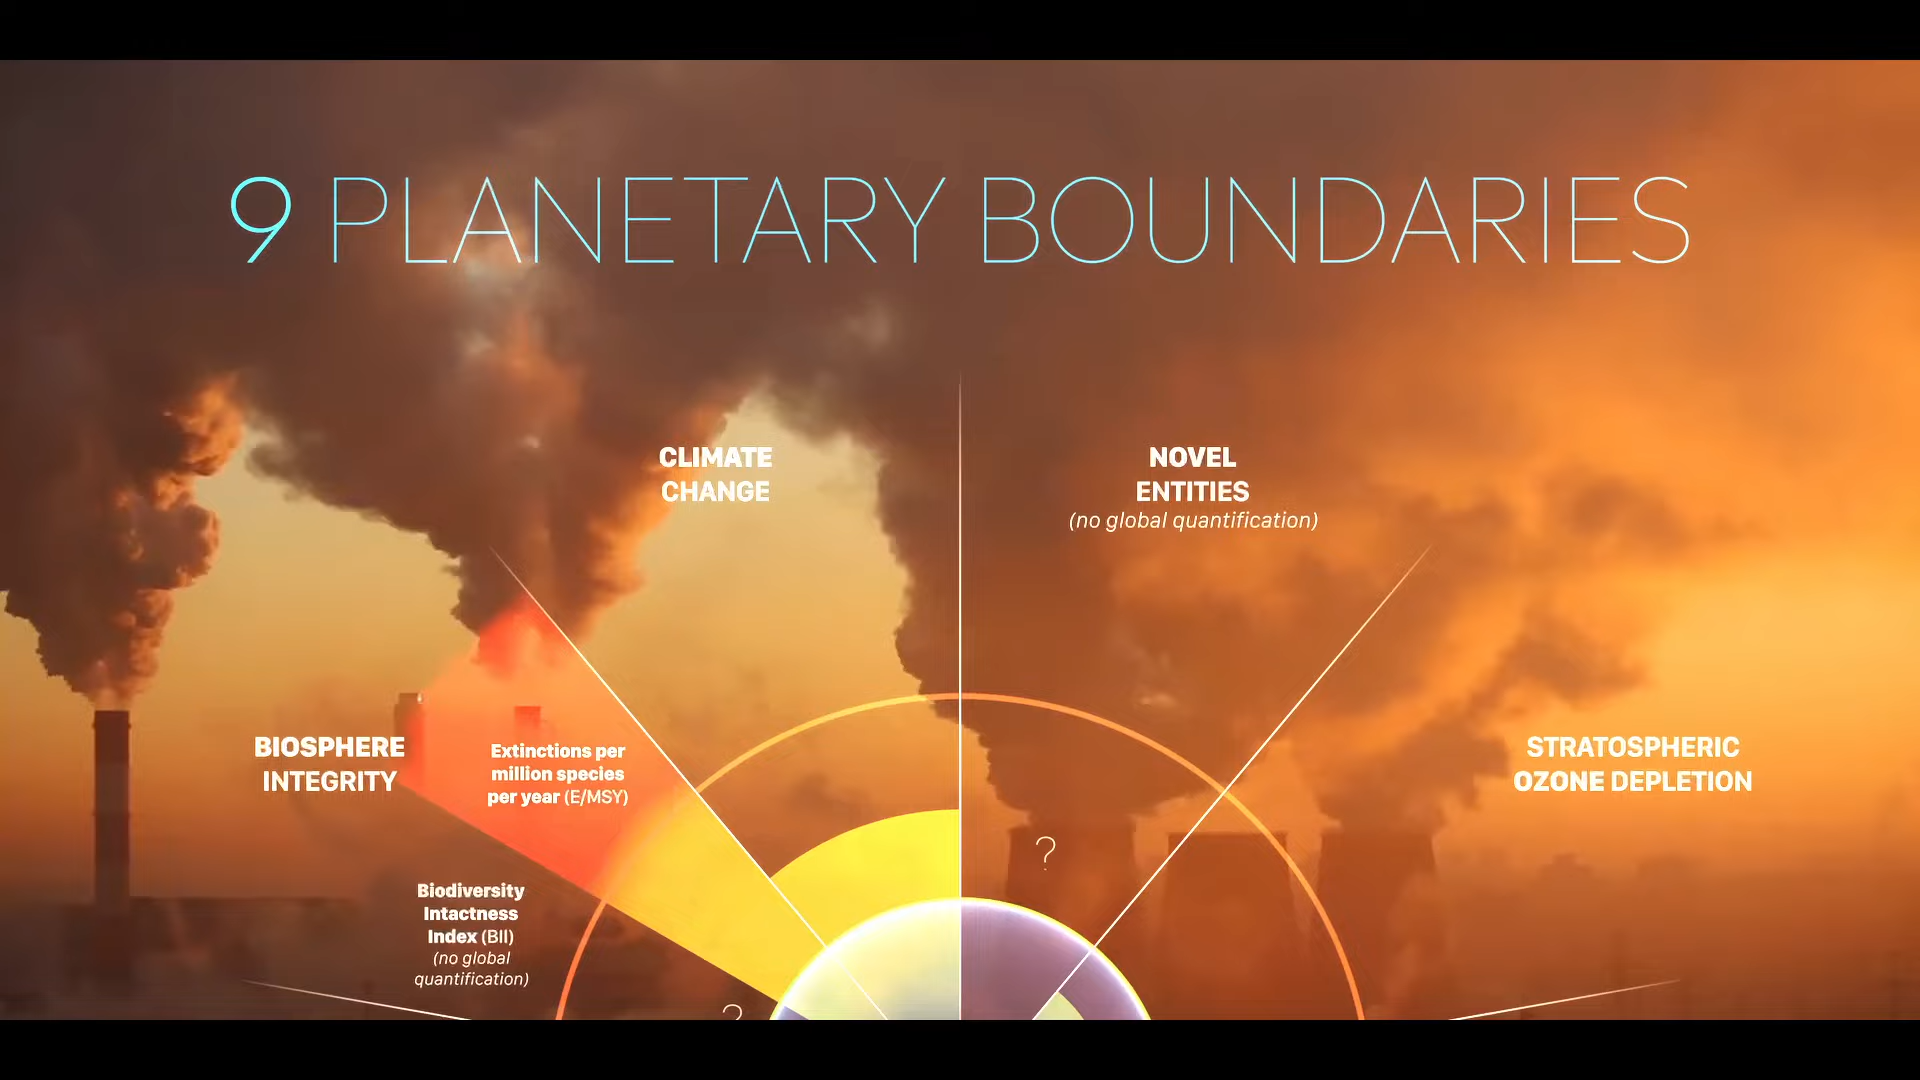 9 PLANETARY BOUNDARIES
CLIMATE
CHANGE
NOVEL
ENTITIES
(no global quantification)
BIOSPHERE
INTEGRITY
Extinctions per
million species
per year (E/MSY)
STRATOSPHERIC
OZONE DEPLETION
?
Biodiversity
Intactness
Index (BII)
(no global
quantification)
?